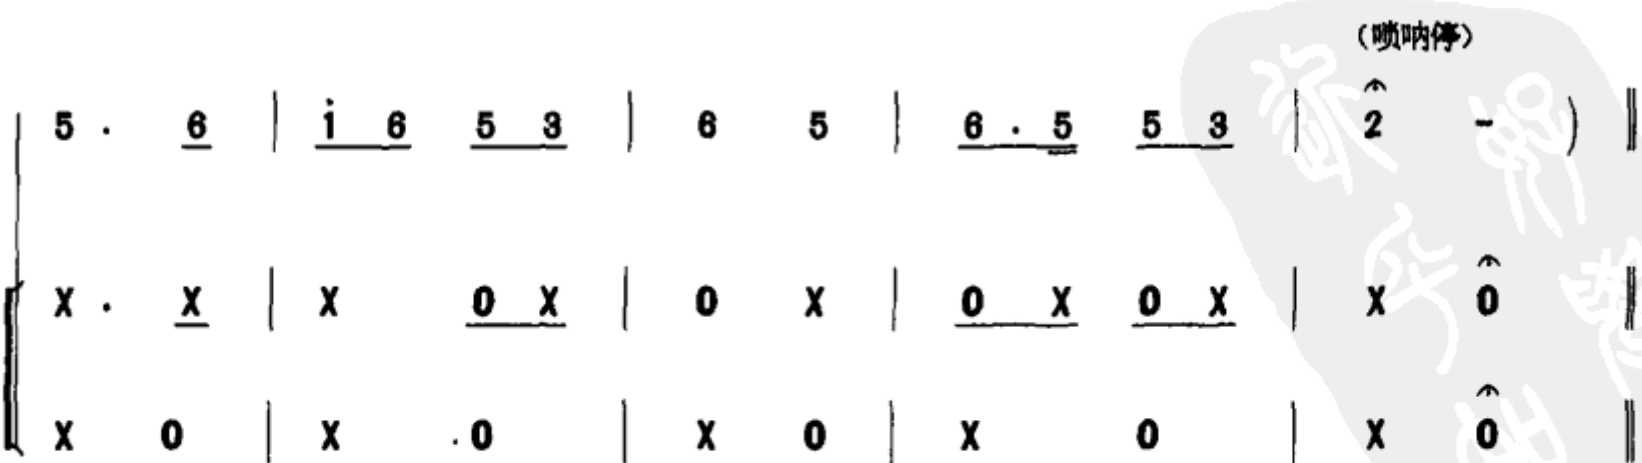 (唢呐停)
5 . 6 | i 6 5 3 | 6 5 | 6 . 5 5 3 | 2 - ) ‖
X . X | X 0 X | 0 X | 0 X 0 X | X 0 ‖
X 0 | X .0 | X 0 | X 0 | X 0 ‖